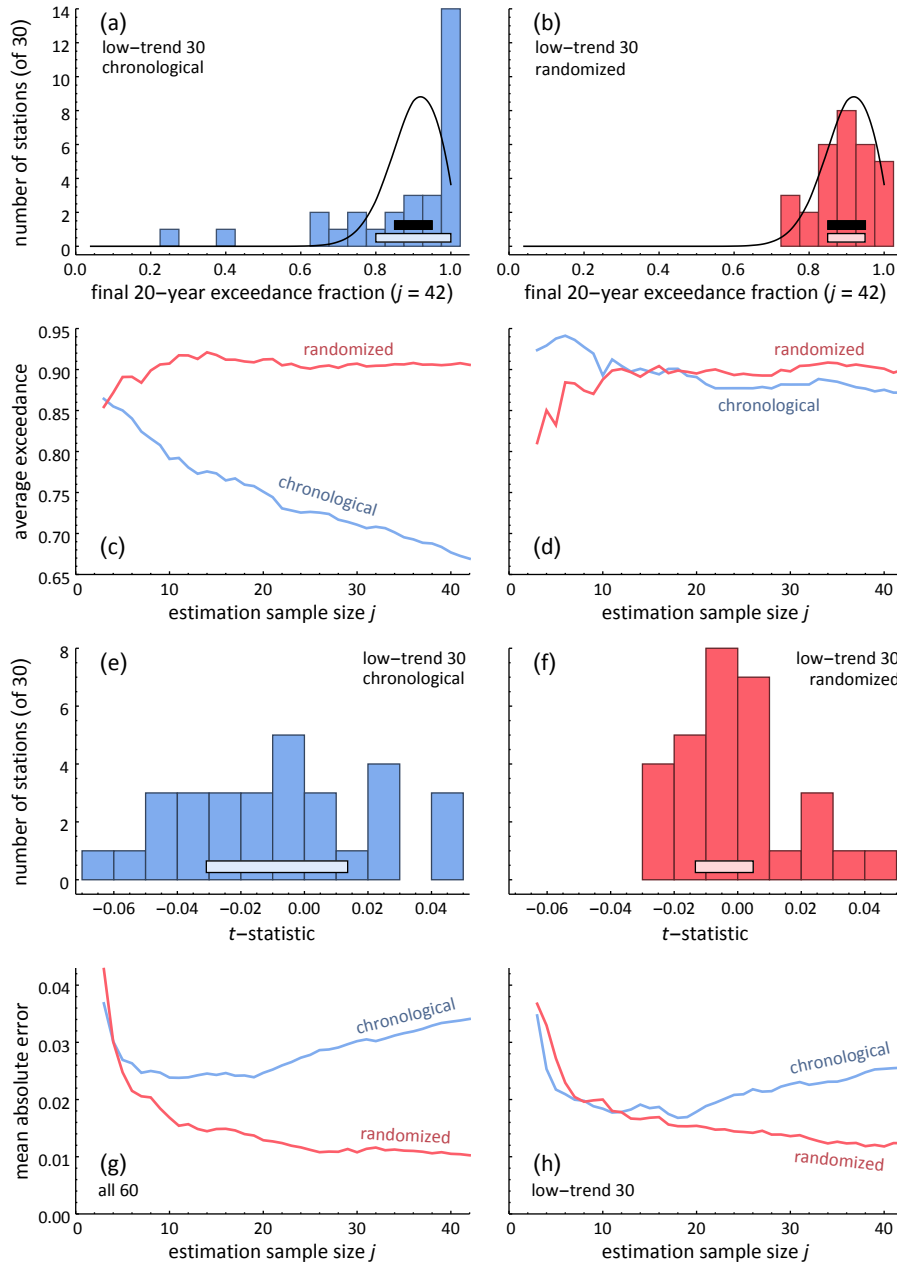 (a)
low−trend 30
chronological
number of stations (of 30)
14
12
10
8
6
4
2
0
0.0 0.2 0.4 0.6 0.8 1.0
final 20−year exceedance fraction (j = 42)
(b)
low−trend 30
randomized
0.0 0.2 0.4 0.6 0.8 1.0
final 20−year exceedance fraction (j = 42)
average exceedance
0.95
0.90
0.85
0.80
0.75
0.70
0.65
randomized
chronological
(c)
0 10 20 30 40
estimation sample size j
randomized
chronological
(d)
0 10 20 30 40
estimation sample size j
number of stations (of 30)
8
6
4
2
0
(e)
low−trend 30
chronological
−0.06 −0.04 −0.02 0.00 0.02 0.04
t−statistic
(f)
low−trend 30
randomized
−0.06 −0.04 −0.02 0.00 0.02 0.04
t−statistic
mean absolute error
0.04
0.03
0.02
0.01
0.00
chronological
randomized
(g)
all 60
0 10 20 30 40
estimation sample size j
chronological
randomized
(h)
low−trend 30
0 10 20 30 40
estimation sample size j